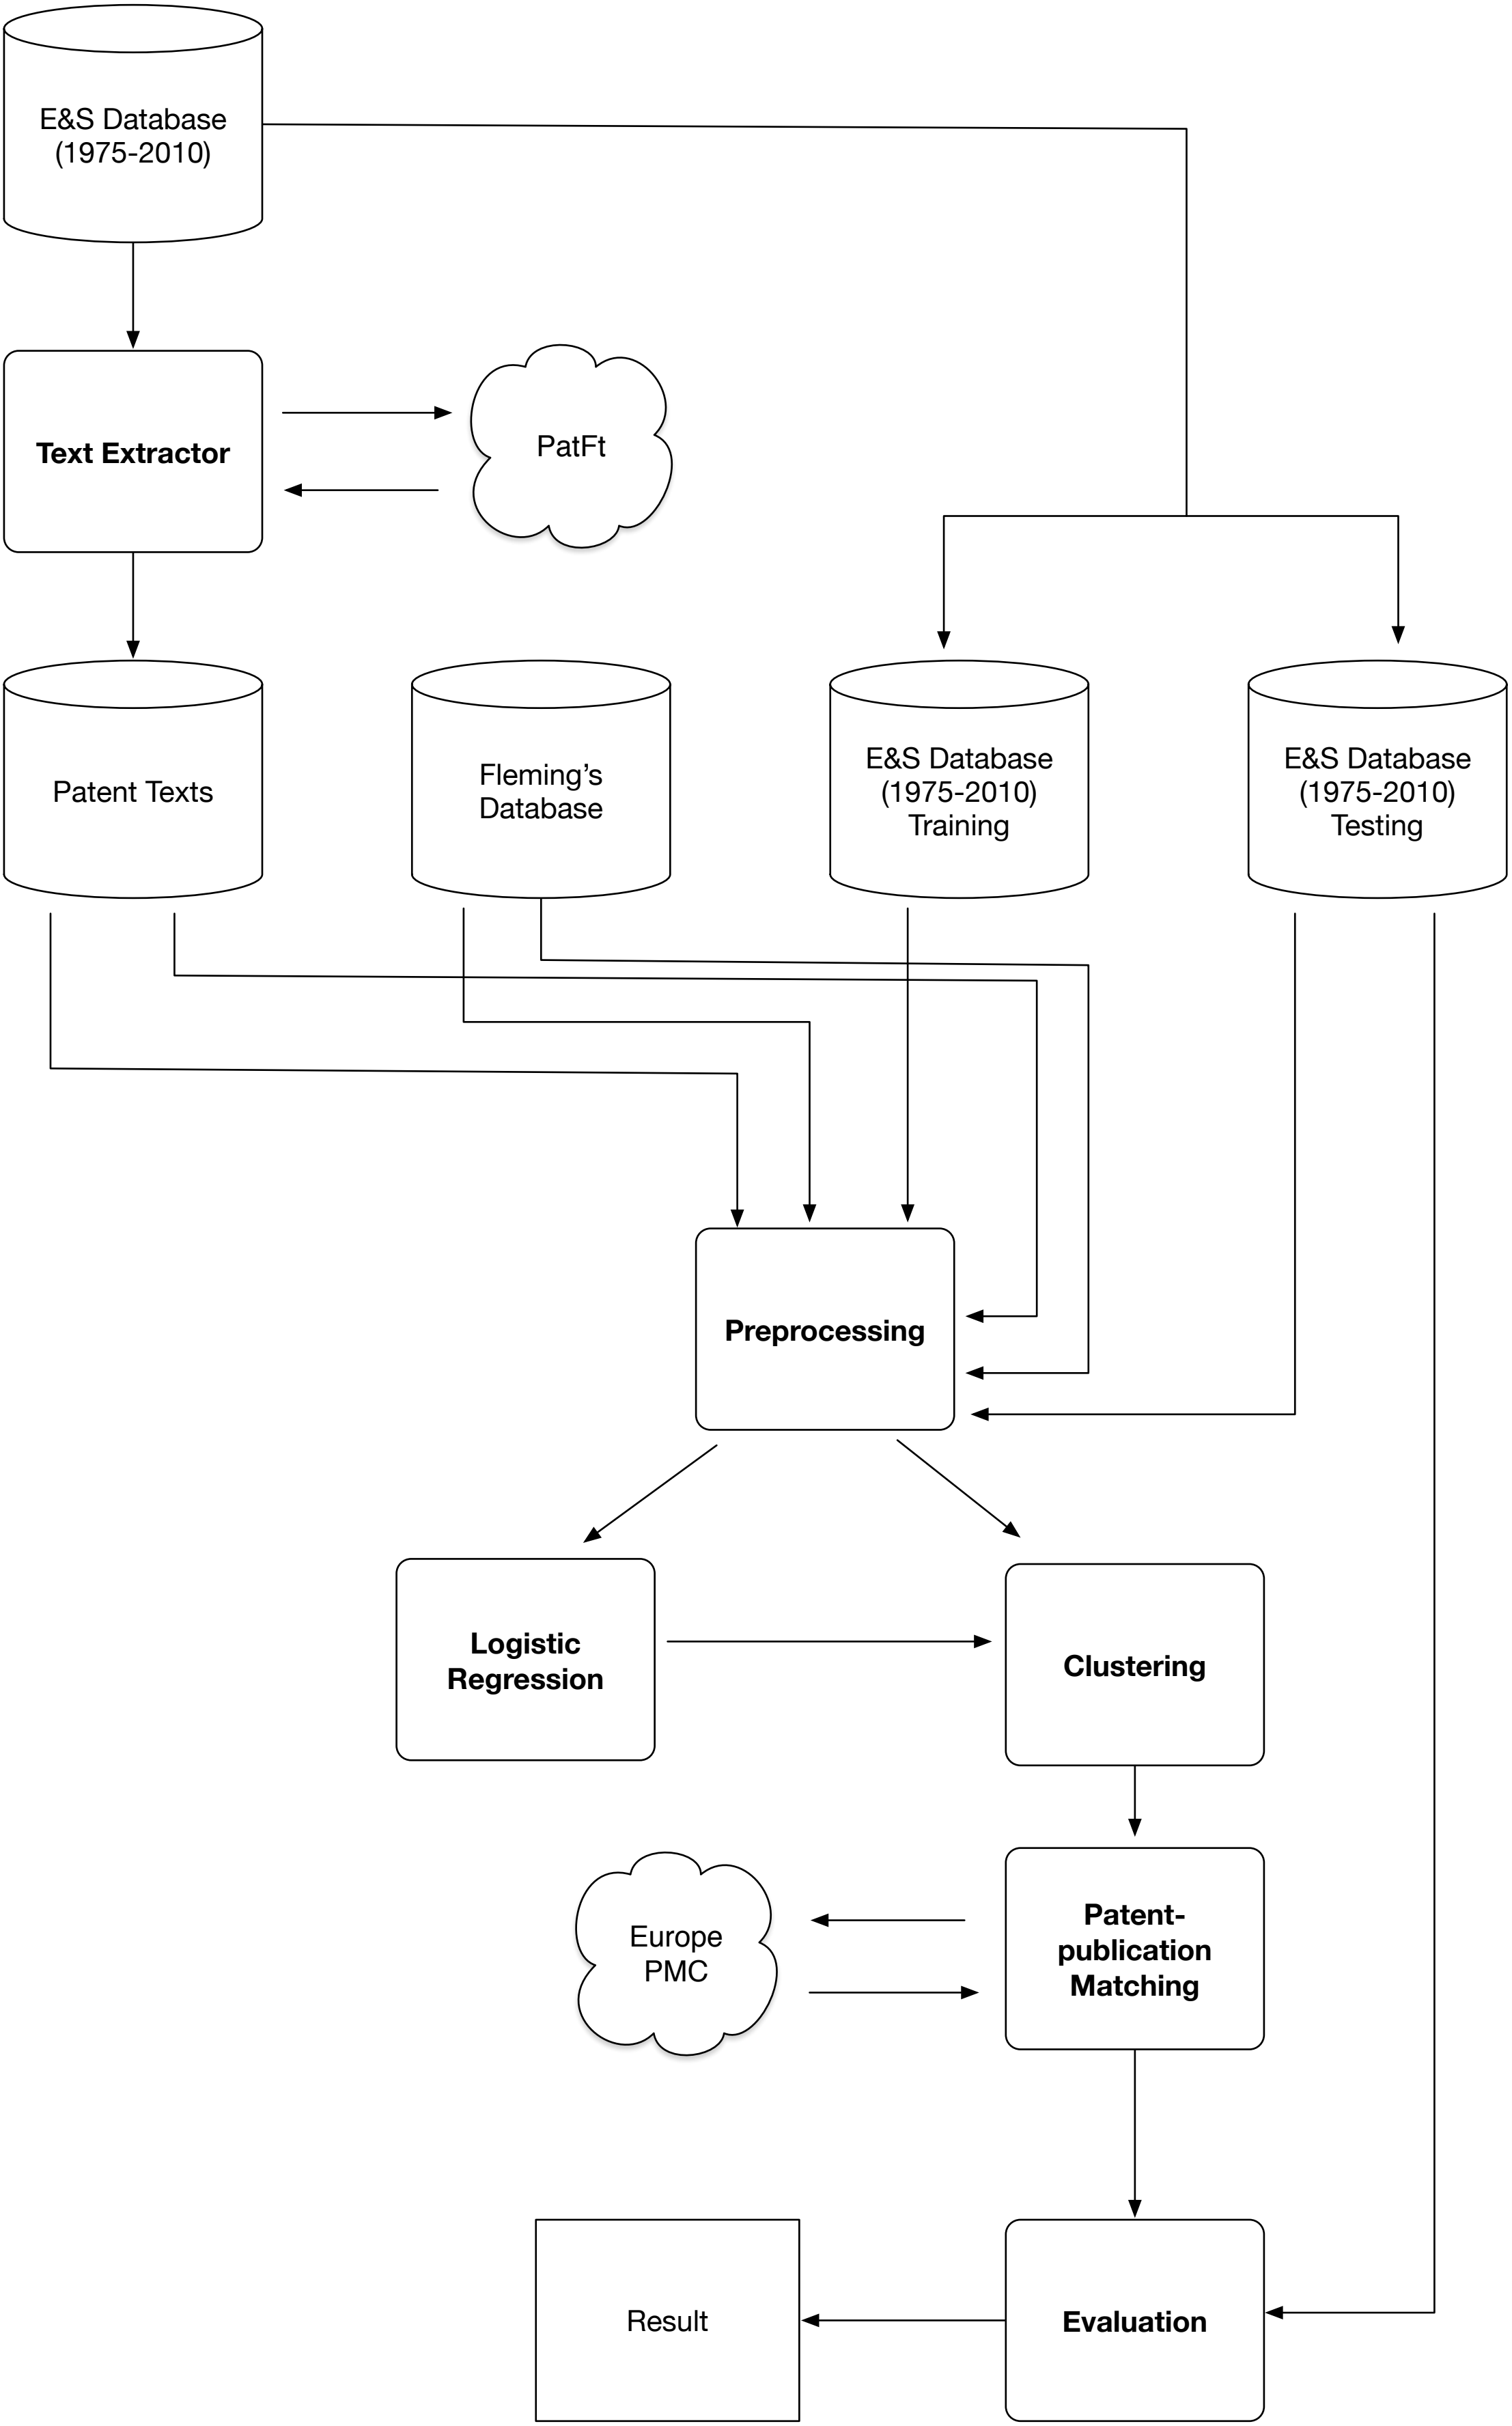 E&S Database
(1975-2010)
Text Extractor
PatFt
Patent Texts
Fleming’s
Database
E&S Database
(1975-2010)
Training
E&S Database
(1975-2010)
Testing
Preprocessing
Logistic
Regression
Clustering
Europe
PMC
Patent-
publication
Matching
Result
Evaluation